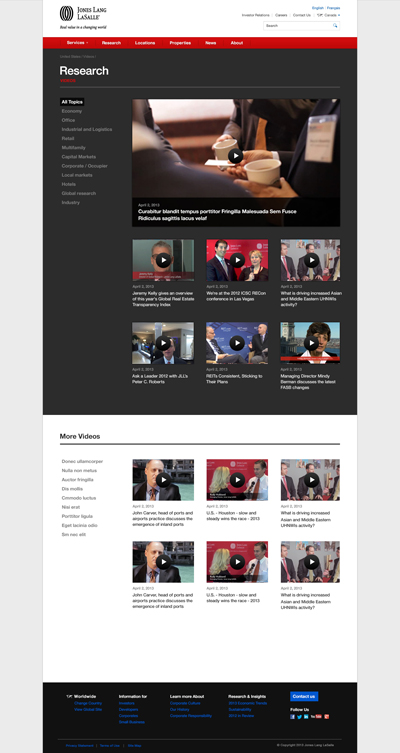 JONES LANG
LASALLE
Real value in a changing world
English Français
Investor Relations | Careers | Contact Us | Canada
Search
Services Research Locations Properties News About
Research
All Topics
Economy
Office
Industrial and Logistics
Retail
Multifamily
Capital Markets
Corporate / Occupier
Local markets
Hotels
Global research
Industry
April 3, 2013
Curabitur blandit tempus porttitor Fringilla Malesuada Sem Fusce
Ridiculus sagittis lacus velaf
April 2, 2013
Jeremy Kelly gives an overview
of this year's Global Real Estate
Transparency Index
April 2, 2013
We're at the 2012 ICSC RECon
conference in Las Vegas
April 2, 2013
What is driving increased Asian
and Middle Eastern UHNWIs
activity?
April 2, 2013
Ask a Leader 2012 with JLL's
Peter C. Roberts
April 2, 2013
REITs Consistent, Sticking to
Their Plans
April 2, 2013
Managing Director Mindy
Berman discusses the latest
FASB changes
More Videos
Donec ullamcorper
Nulla non metus
Auctor fringilla
Dis mollis
Cmmodo luctus
Nisi erat
Porttitor ligula
Eget lacinia odio
Sm nec elit
April 2, 2013
John Carver, head of ports and
airports practice discusses the
emergence of inland ports
April 2, 2013
U.S. - Houston - slow and
steady wins the race - 2013
April 2, 2013
What is driving increased
Asian and Middle Eastern
UHNWIs activity?
April 2, 2013
John Carver, head of ports and
airports practice discusses the
emergence of inland ports
April 2, 2013
U.S. - Houston - slow and
steady wins the race - 2013
April 2, 2013
What is driving increased
Asian and Middle Eastern
UHNWIs activity?
Worldwide
Change Country
Main Global Site
Information for
Investors
Developers
Corporates
Small Business
Learn more About
Corporate Culture
Our History
Corporate Responsibility
Research & Insights
2013 Economic Trends
Sustainability
Contact us
Follow Us
Privacy Statement | Terms of Use | Site Map
© Copyright 2013 Jones Lang LaSalle